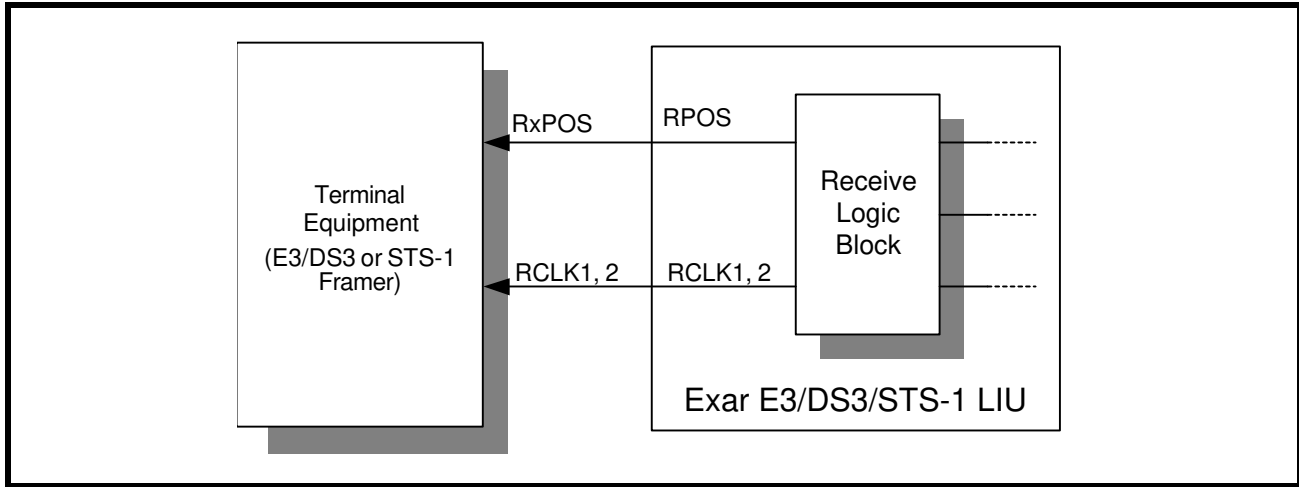 RxPOS
RPOS
Terminal
Equipment
(E3/DS3 or STS-1
Framer)
Receive
Logic
Block
RCLK1, 2
RCLK1, 2
Exar E3/DS3/STS-1 LIU